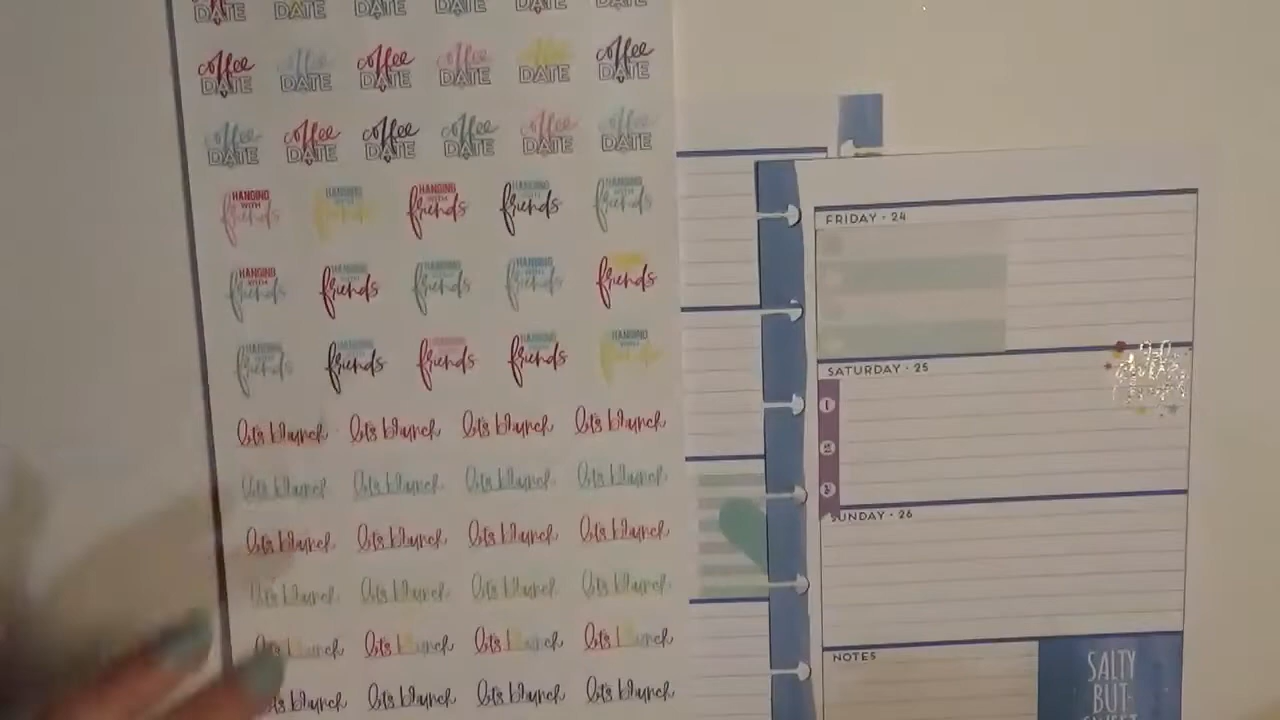 DATE DATE DATE DATE DATE DATE
coffee coffee coffee coffee coffee coffee
DATE DATE DATE DATE DATE DATE
coffee coffee coffee coffee coffee coffee
DATE DATE DATE DATE DATE DATE
HANGING HANGING HANGING HANGING HANGING
WITH WITH WITH WITH WITH
friends friends friends friends friends
HANGING HANGING HANGING HANGING HANGING
WITH WITH WITH WITH WITH
friends friends friends friends friends
HANGING HANGING HANGING HANGING HANGING
WITH WITH WITH WITH WITH
friends friends friends friends friends
let's brunch let's brunch let's brunch let's brunch
let's brunch let's brunch let's brunch let's brunch
let's brunch let's brunch let's brunch let's brunch
let's brunch let's brunch let's brunch let's brunch
let's brunch let's brunch let's brunch let's brunch
let's brunch let's brunch let's brunch let's brunch
FRIDAY · 24
SATURDAY · 25
SUNDAY · 26
NOTES
SALTY
BUT